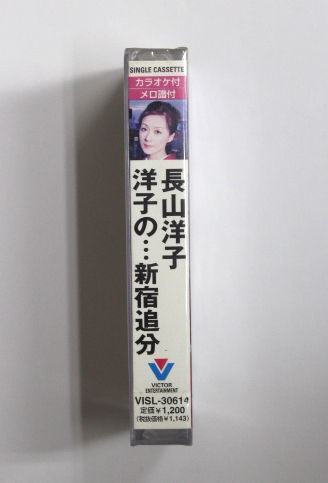 SINGLE CASSETTE
カラオケ付
メロ譜付
長山洋子
洋子の…新宿追分
VICTOR
ENTERTAINMENT
VISL-30614
定価￥1,200
(税抜価格￥1,143)